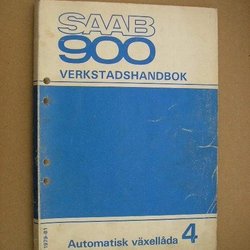 SAAB
900
VERKSTADSHANDBOK
1979-81
Automatisk växellåda 4